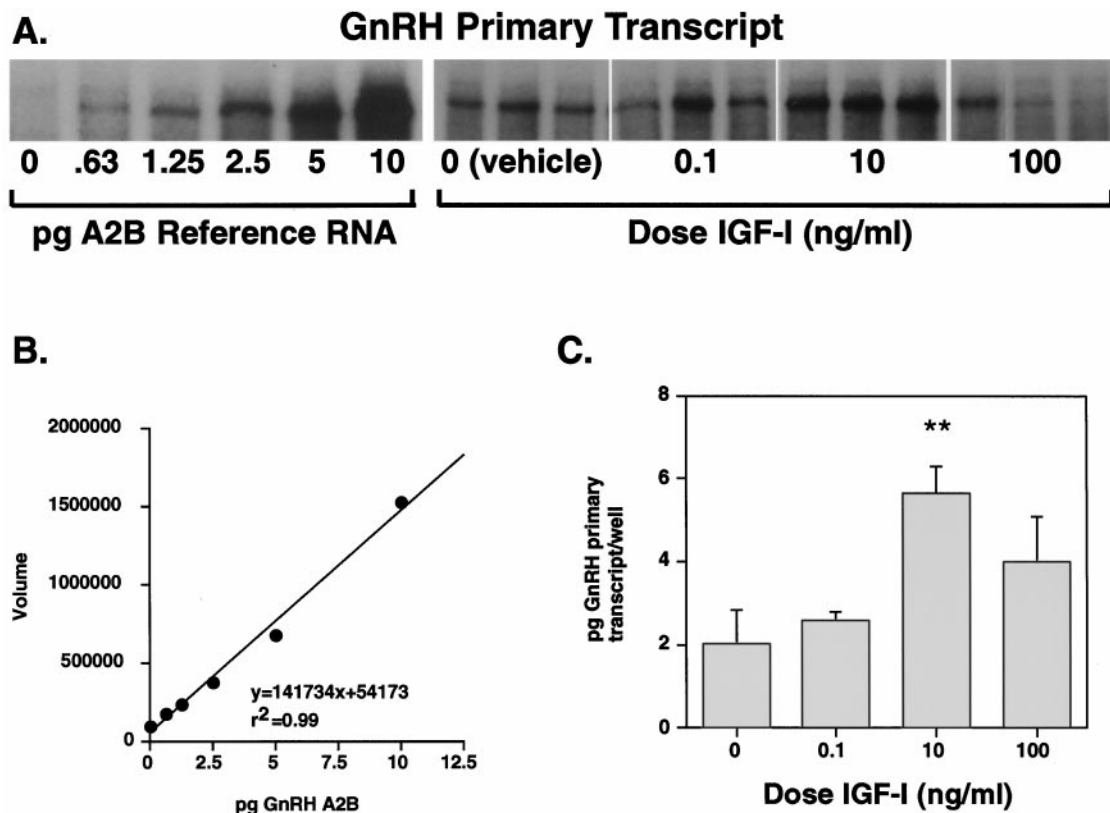 A. GnRH Primary Transcript
0 .63 1.25 2.5 5 10 0 (vehicle) 0.1 10 100
pg A2B Reference RNA Dose IGF-I (ng/ml)
B.
Volume
2000000
1500000
1000000
500000
0
y=141734x+54173
r²=0.99
0 2.5 5 7.5 10 12.5
pg GnRH A2B
C.
pg GnRH primary
transcript/well
8
6
4
2
0
**
0 0.1 10 100
Dose IGF-I (ng/ml)